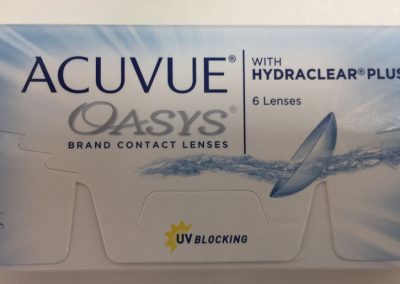 ACUVUE®
OASYS®
BRAND CONTACT LENSES
WITH
HYDRACLEAR® PLUS
6 Lenses
UV BLOCKING